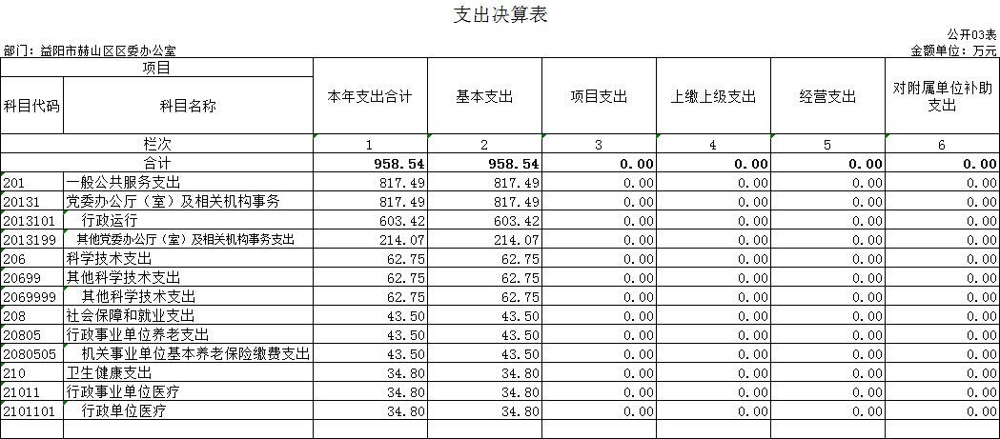 支出决算表
公开03表
部门：益阳市赫山区区委办公室 金额单位：万元
项目 本年支出合计 基本支出 项目支出 上缴上级支出 经营支出 对附属单位补助支出
科目代码 科目名称
栏次 1 2 3 4 5 6
合计 958.54 958.54 0.00 0.00 0.00 0.00
201 一般公共服务支出 817.49 817.49 0.00 0.00 0.00 0.00
20131 党委办公厅（室）及相关机构事务 817.49 817.49 0.00 0.00 0.00 0.00
2013101 行政运行 603.42 603.42 0.00 0.00 0.00 0.00
2013199 其他党委办公厅（室）及相关机构事务支出 214.07 214.07 0.00 0.00 0.00 0.00
206 科学技术支出 62.75 62.75 0.00 0.00 0.00 0.00
20699 其他科学技术支出 62.75 62.75 0.00 0.00 0.00 0.00
2069999 其他科学技术支出 62.75 62.75 0.00 0.00 0.00 0.00
208 社会保障和就业支出 43.50 43.50 0.00 0.00 0.00 0.00
20805 行政事业单位养老支出 43.50 43.50 0.00 0.00 0.00 0.00
2080505 机关事业单位基本养老保险缴费支出 43.50 43.50 0.00 0.00 0.00 0.00
210 卫生健康支出 34.80 34.80 0.00 0.00 0.00 0.00
21011 行政事业单位医疗 34.80 34.80 0.00 0.00 0.00 0.00
2101101 行政单位医疗 34.80 34.80 0.00 0.00 0.00 0.00